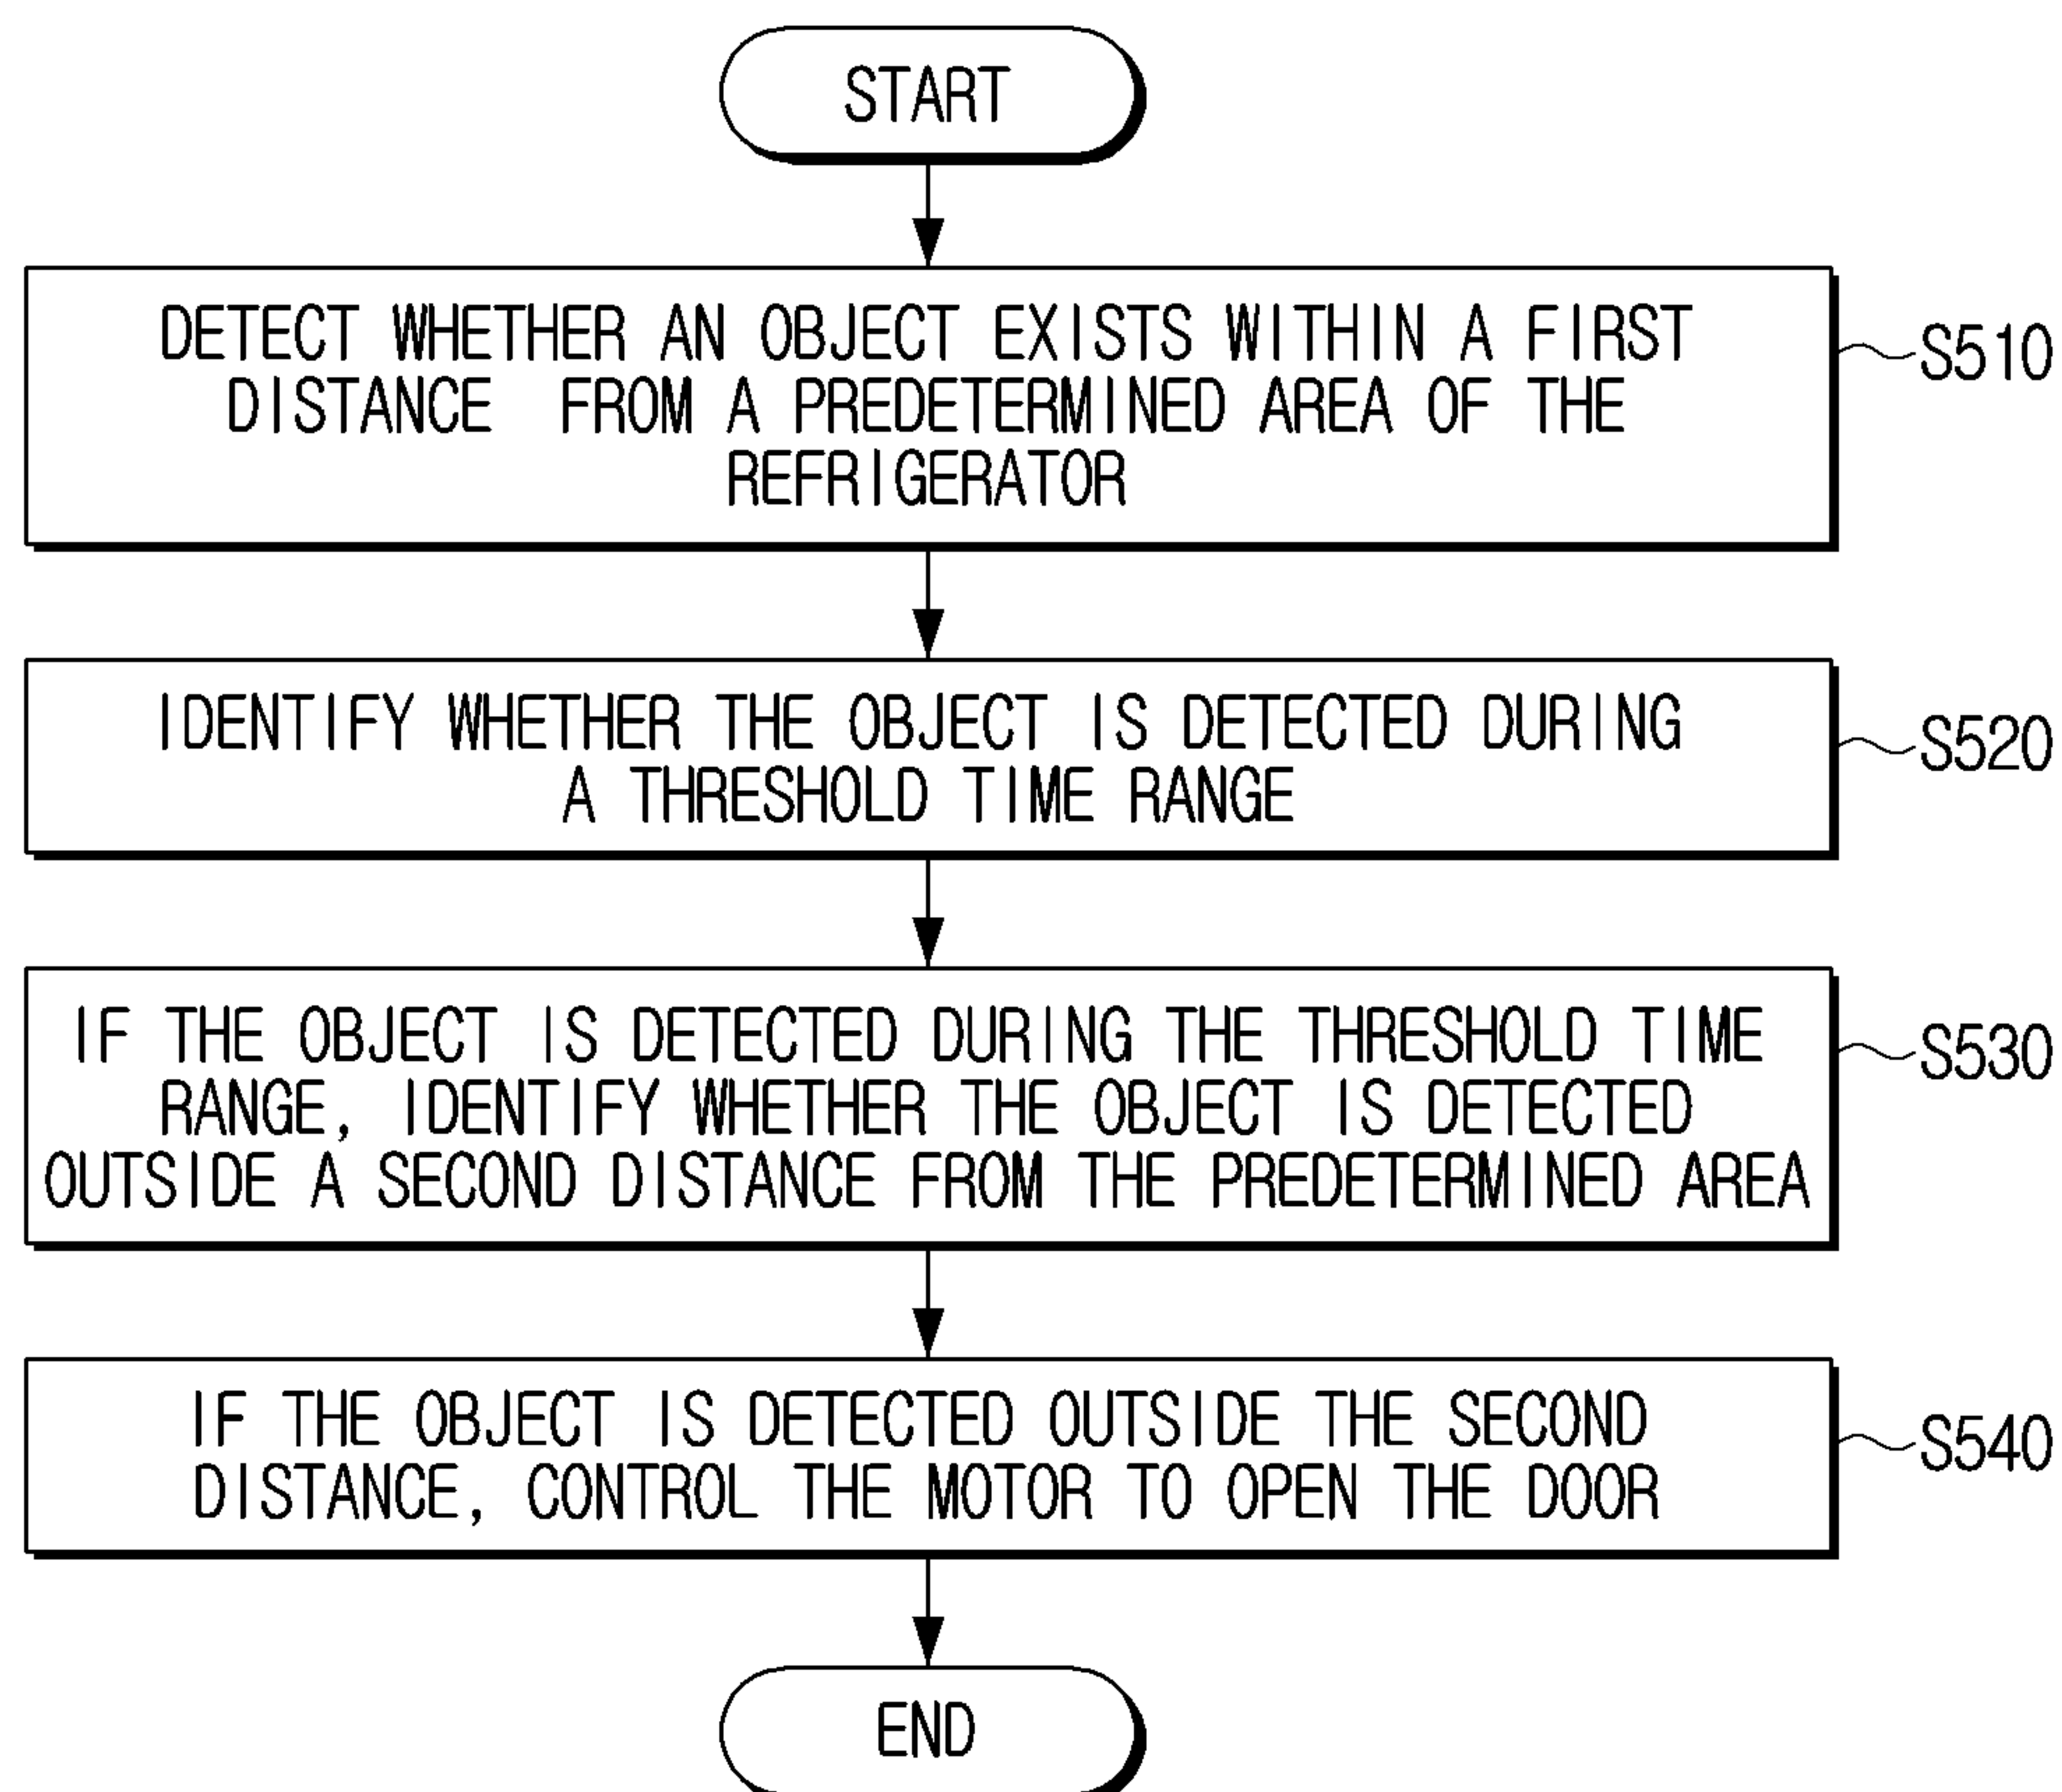 START
DETECT WHETHER AN OBJECT EXISTS WITHIN A FIRST
DISTANCE FROM A PREDETERMINED AREA OF THE
REFRIGERATOR
S510
IDENTIFY WHETHER THE OBJECT IS DETECTED DURING
A THRESHOLD TIME RANGE
S520
IF THE OBJECT IS DETECTED DURING THE THRESHOLD TIME
RANGE, IDENTIFY WHETHER THE OBJECT IS DETECTED
OUTSIDE A SECOND DISTANCE FROM THE PREDETERMINED AREA
S530
IF THE OBJECT IS DETECTED OUTSIDE THE SECOND
DISTANCE, CONTROL THE MOTOR TO OPEN THE DOOR
S540
END